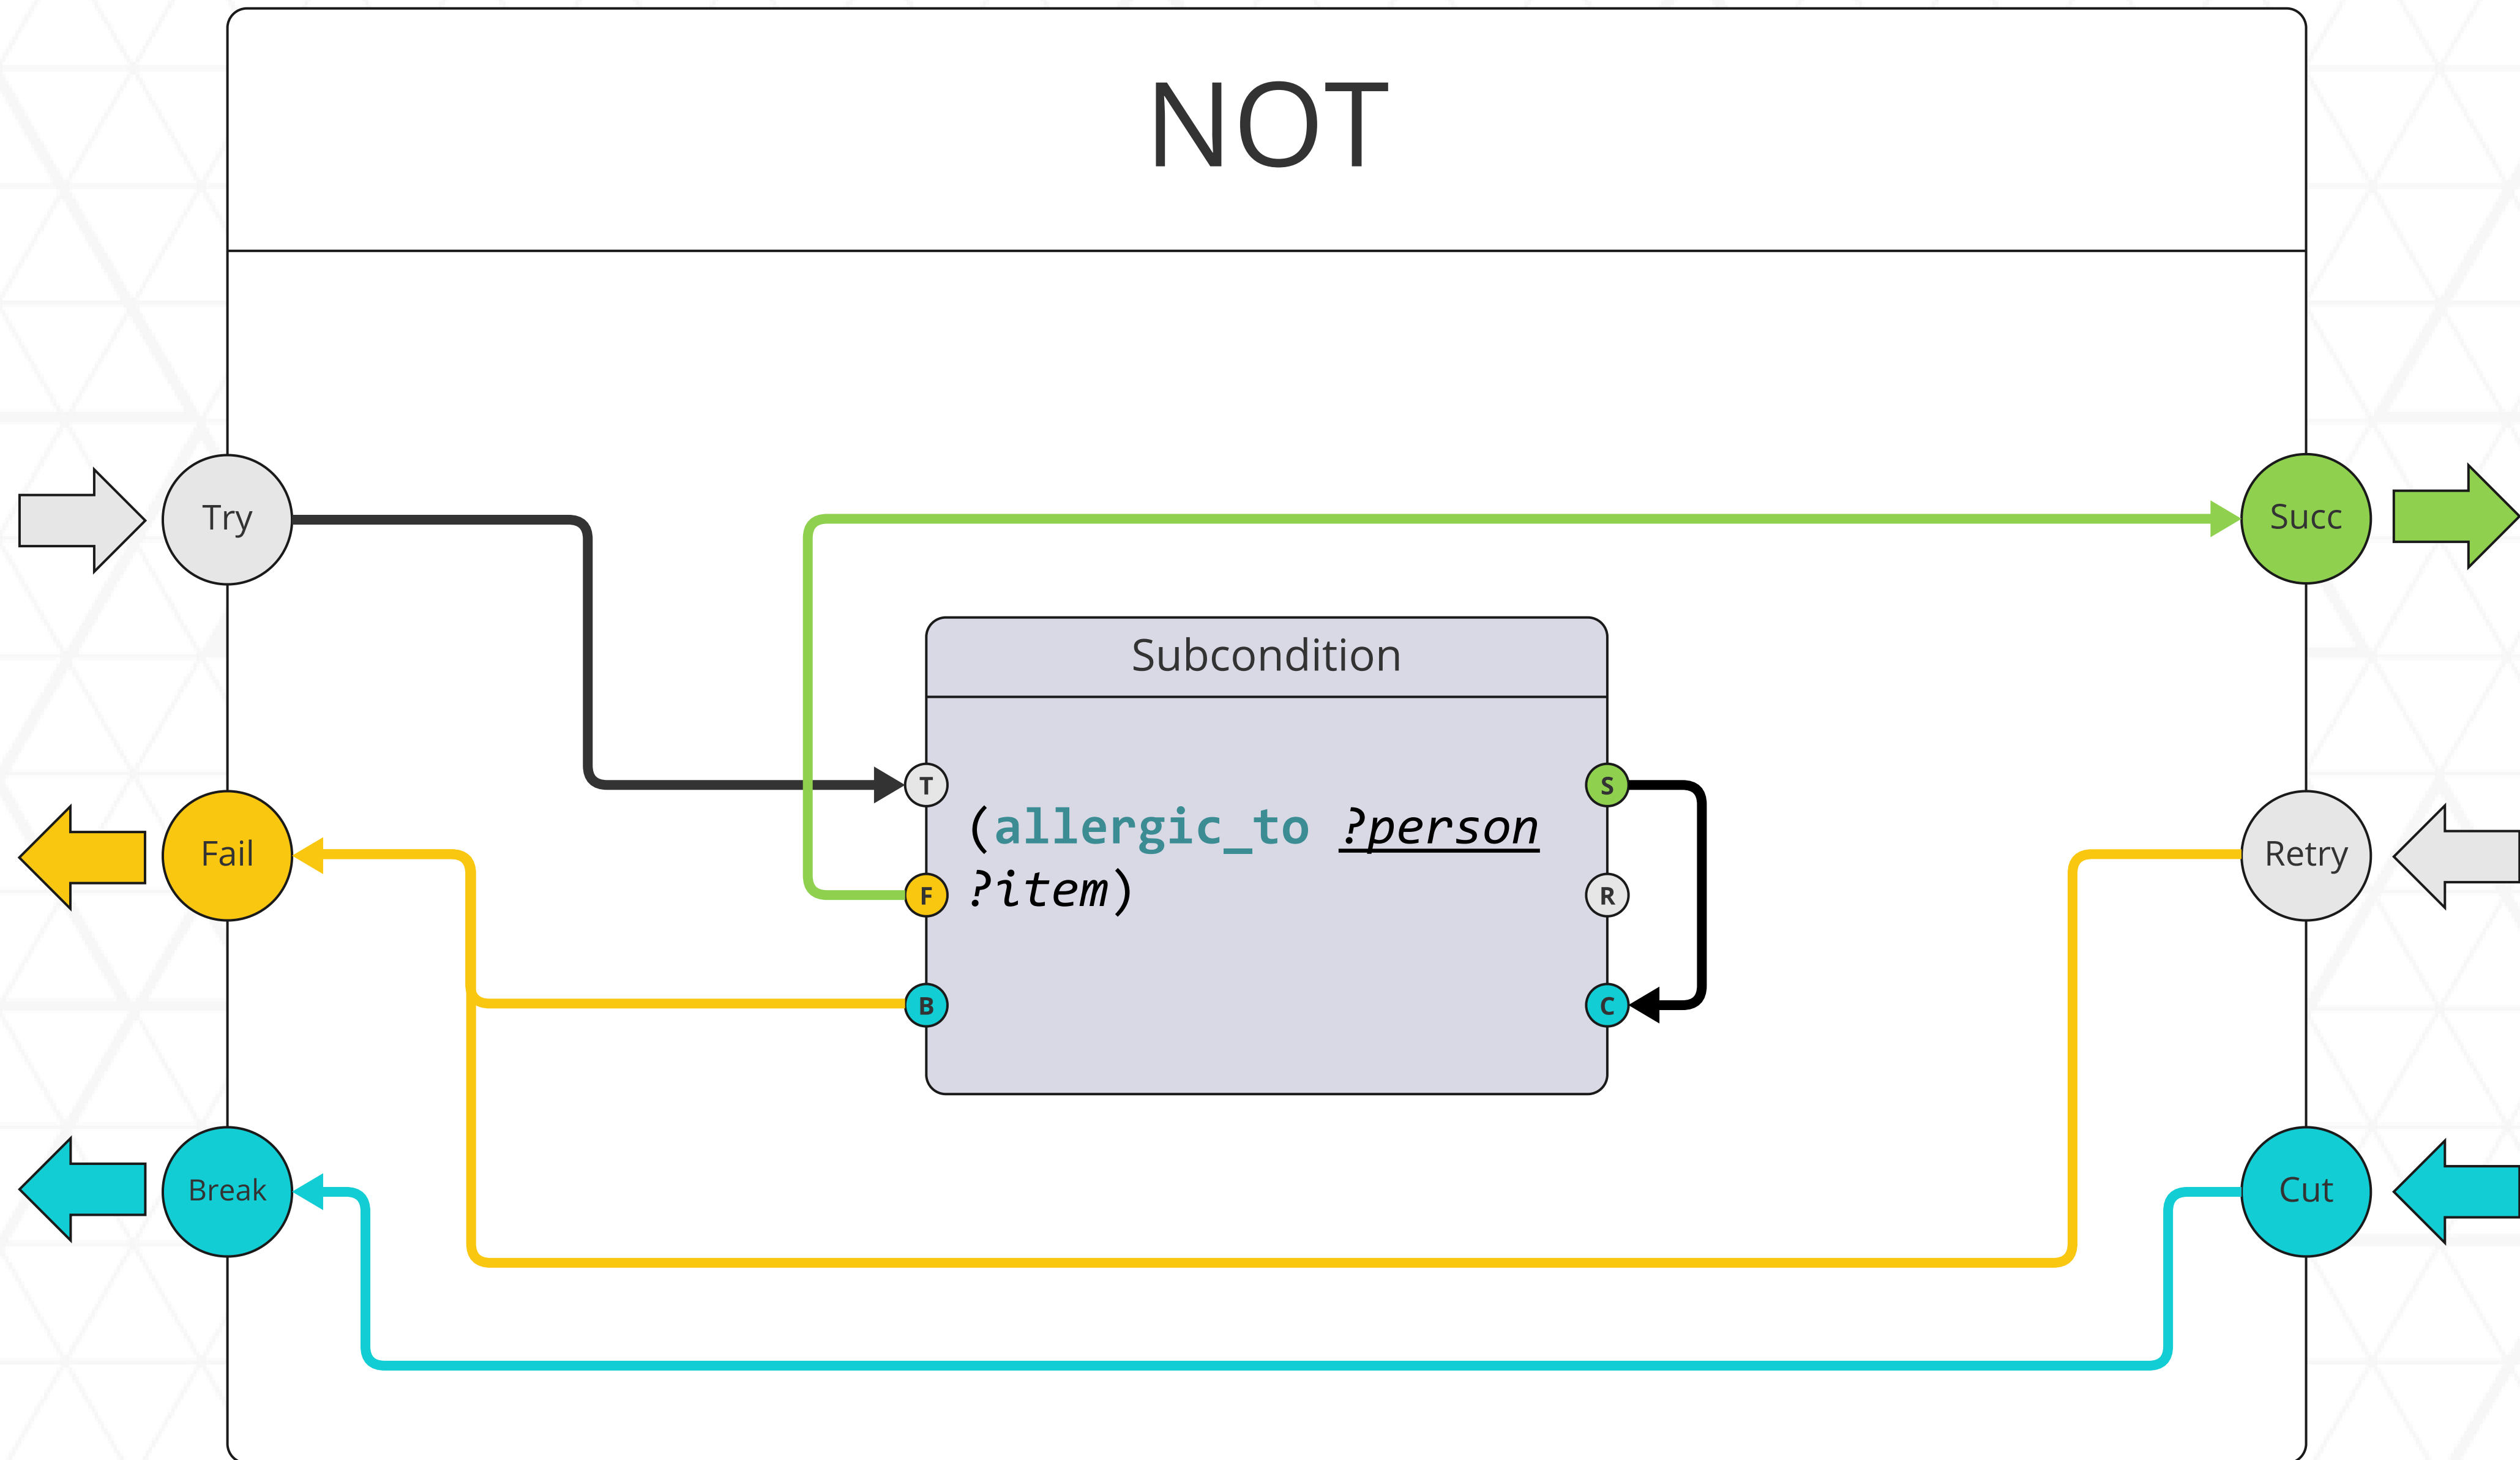 NOT
Try
Succ
Subcondition
T
S
(allergic_to ?person
?item)
Fail
Retry
F
R
B
C
Break
Cut